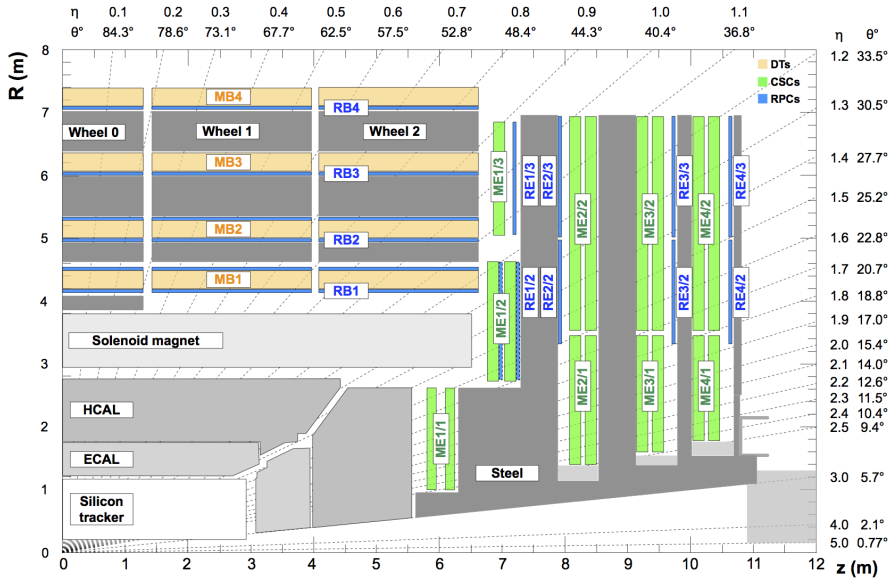 η 0.1 0.2 0.3 0.4 0.5 0.6 0.7 0.8 0.9 1.0 1.1 η θ°
θ° 84.3° 78.6° 73.1° 67.7° 62.5° 57.5° 52.8° 48.4° 44.3° 40.4° 36.8° 1.2 33.5°
R (m)
8
7
6
5
4
3
2
1
0
DTs
CSCs
RPCs
MB4
RB4
Wheel 0
Wheel 1
Wheel 2
MB3
RB3
MB2
RB2
MB1
RB1
Solenoid magnet
HCAL
ECAL
Silicon
tracker
Steel
ME1/3
RE1/3
RE2/3
ME2/2
ME3/2
RE3/3
ME4/2
RE4/3
ME1/2
RE1/2
RE2/2
RE3/2
RE4/2
ME1/1
ME2/1
ME3/1
ME4/1
1.3 30.5°
1.4 27.7°
1.5 25.2°
1.6 22.8°
1.7 20.7°
1.8 18.8°
1.9 17.0°
2.0 15.4°
2.1 14.0°
2.2 12.6°
2.3 11.5°
2.4 10.4°
2.5 9.4°
3.0 5.7°
4.0 2.1°
5.0 0.77°
0 1 2 3 4 5 6 7 8 9 10 11 12 z (m)